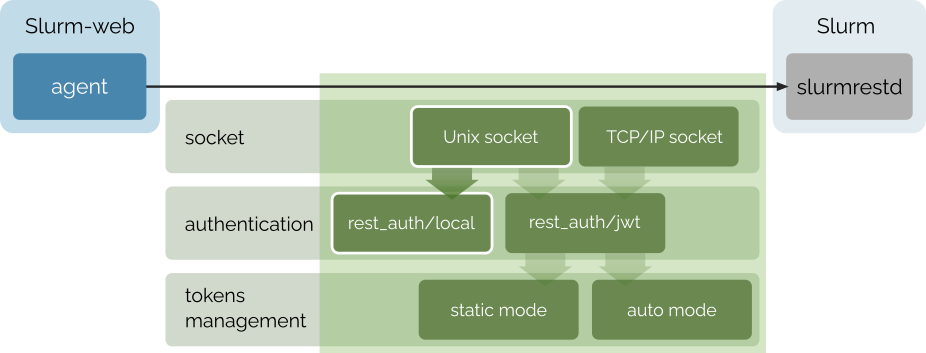 Slurm-web
Slurm
agent
slurmrestd
socket
Unix socket
TCP/IP socket
authentication
rest_auth/local
rest_auth/jwt
tokens
management
static mode
auto mode